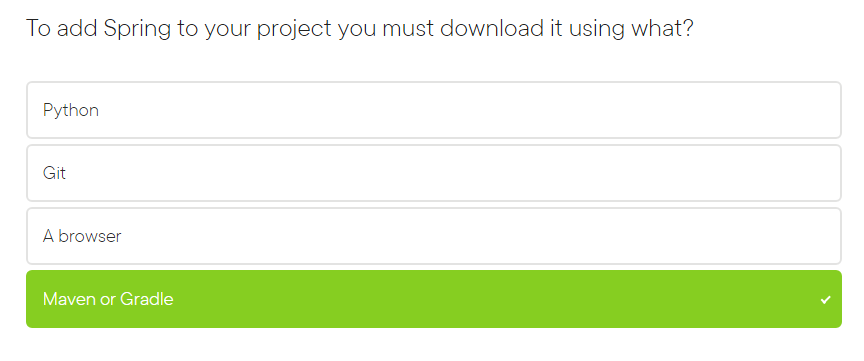 To add Spring to your project you must download it using what?
Python
Git
A browser
Maven or Gradle